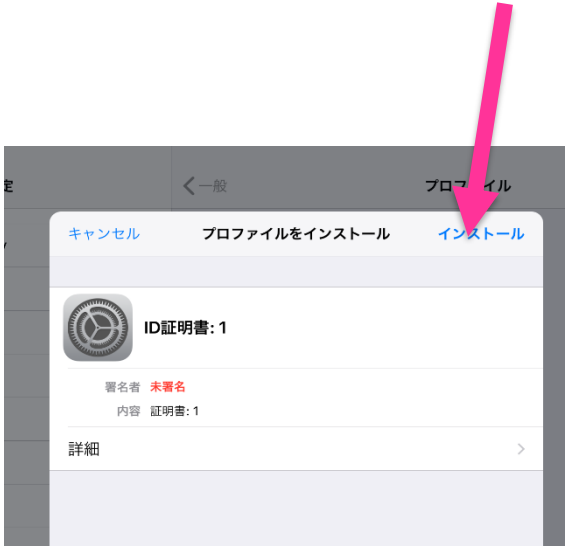 定
く一般
プロファイル
キャンセル
プロファイルをインストール
インストール
ID証明書: 1
署名者 未署名
内容 証明書: 1
詳細